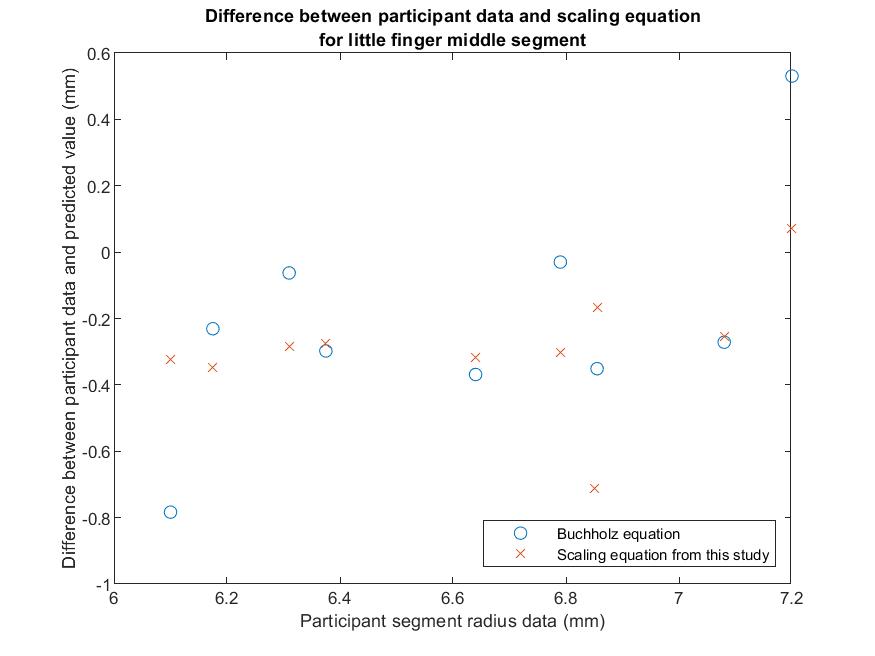 Difference between participant data and scaling equation
for little finger middle segment
Difference between participant data and predicted value (mm)
0.6
0.4
0.2
0
-0.2
-0.4
-0.6
-0.8
-1
6
6.2
6.4
6.6
6.8
7
7.2
Participant segment radius data (mm)
Buchholz equation
Scaling equation from this study